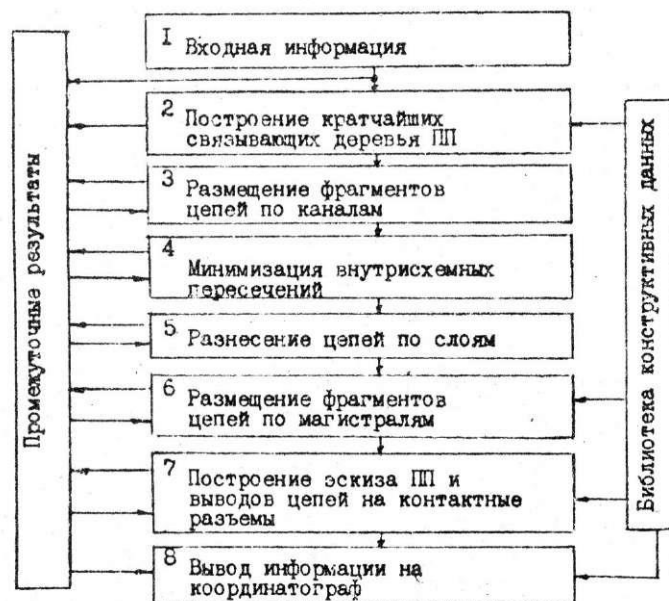 Промежуточные результаты
1
Входная информация
2
Построение кратчайших
связывающих деревья ПП
3
Размещение фрагментов
цепей по каналам
4
Минимизация внутрисхемных
пересечений
5
Разнесение цепей по слоям
6
Размещение фрагментов
цепей по магистралям
7
Построение эскиза ПП и
выводов цепей на контактные
разъемы
8
Вывод информации на
координатограф
Библиотека конструктивных данных